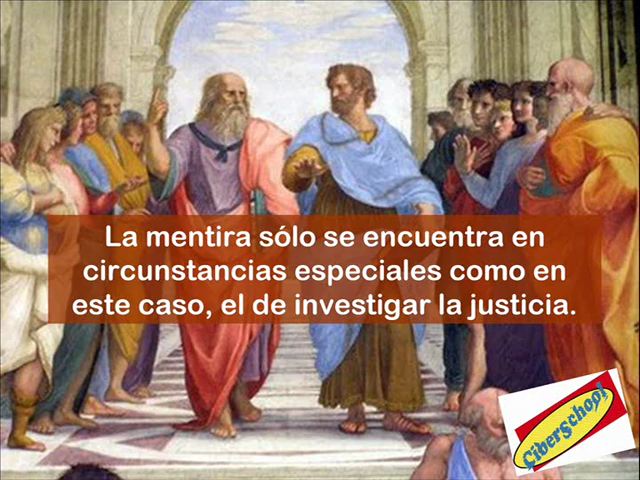 La mentira sólo se encuentra en
circunstancias especiales como en
este caso, el de investigar la justicia.
Ciberschool